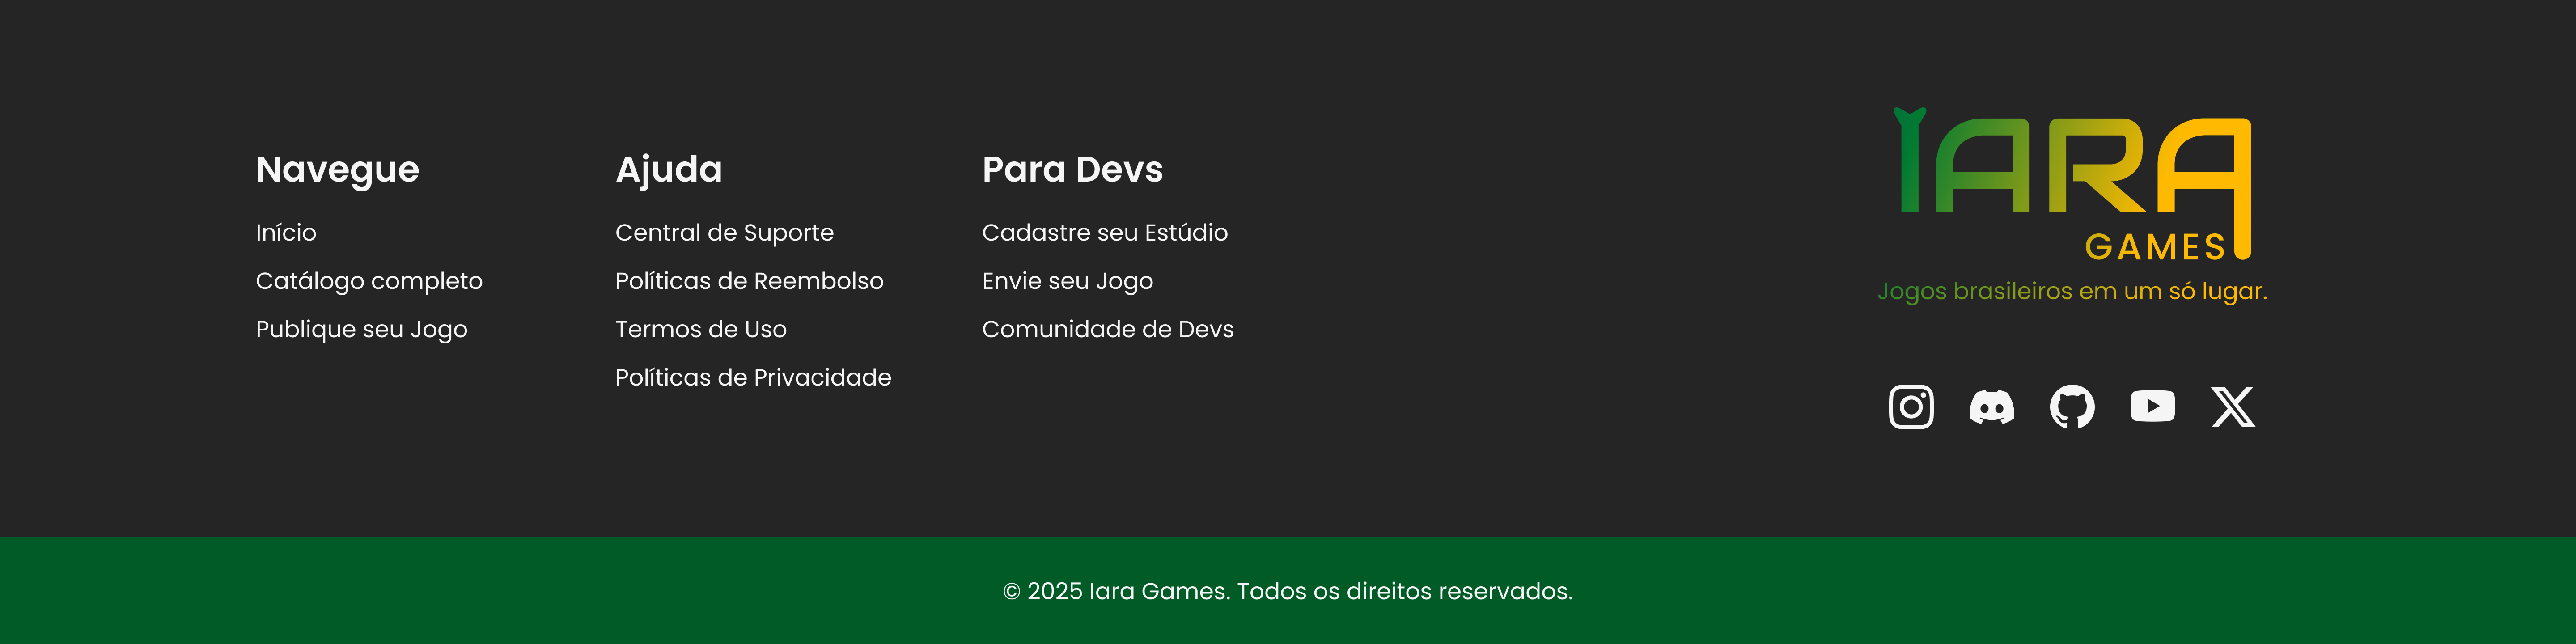 Navegue
Início
Catálogo completo
Publique seu Jogo
Ajuda
Central de Suporte
Políticas de Reembolso
Termos de Uso
Políticas de Privacidade
Para Devs
Cadastre seu Estúdio
Envie seu Jogo
Comunidade de Devs
IARA
GAMES
Jogos brasileiros em um só lugar.
© 2025 Iara Games. Todos os direitos reservados.